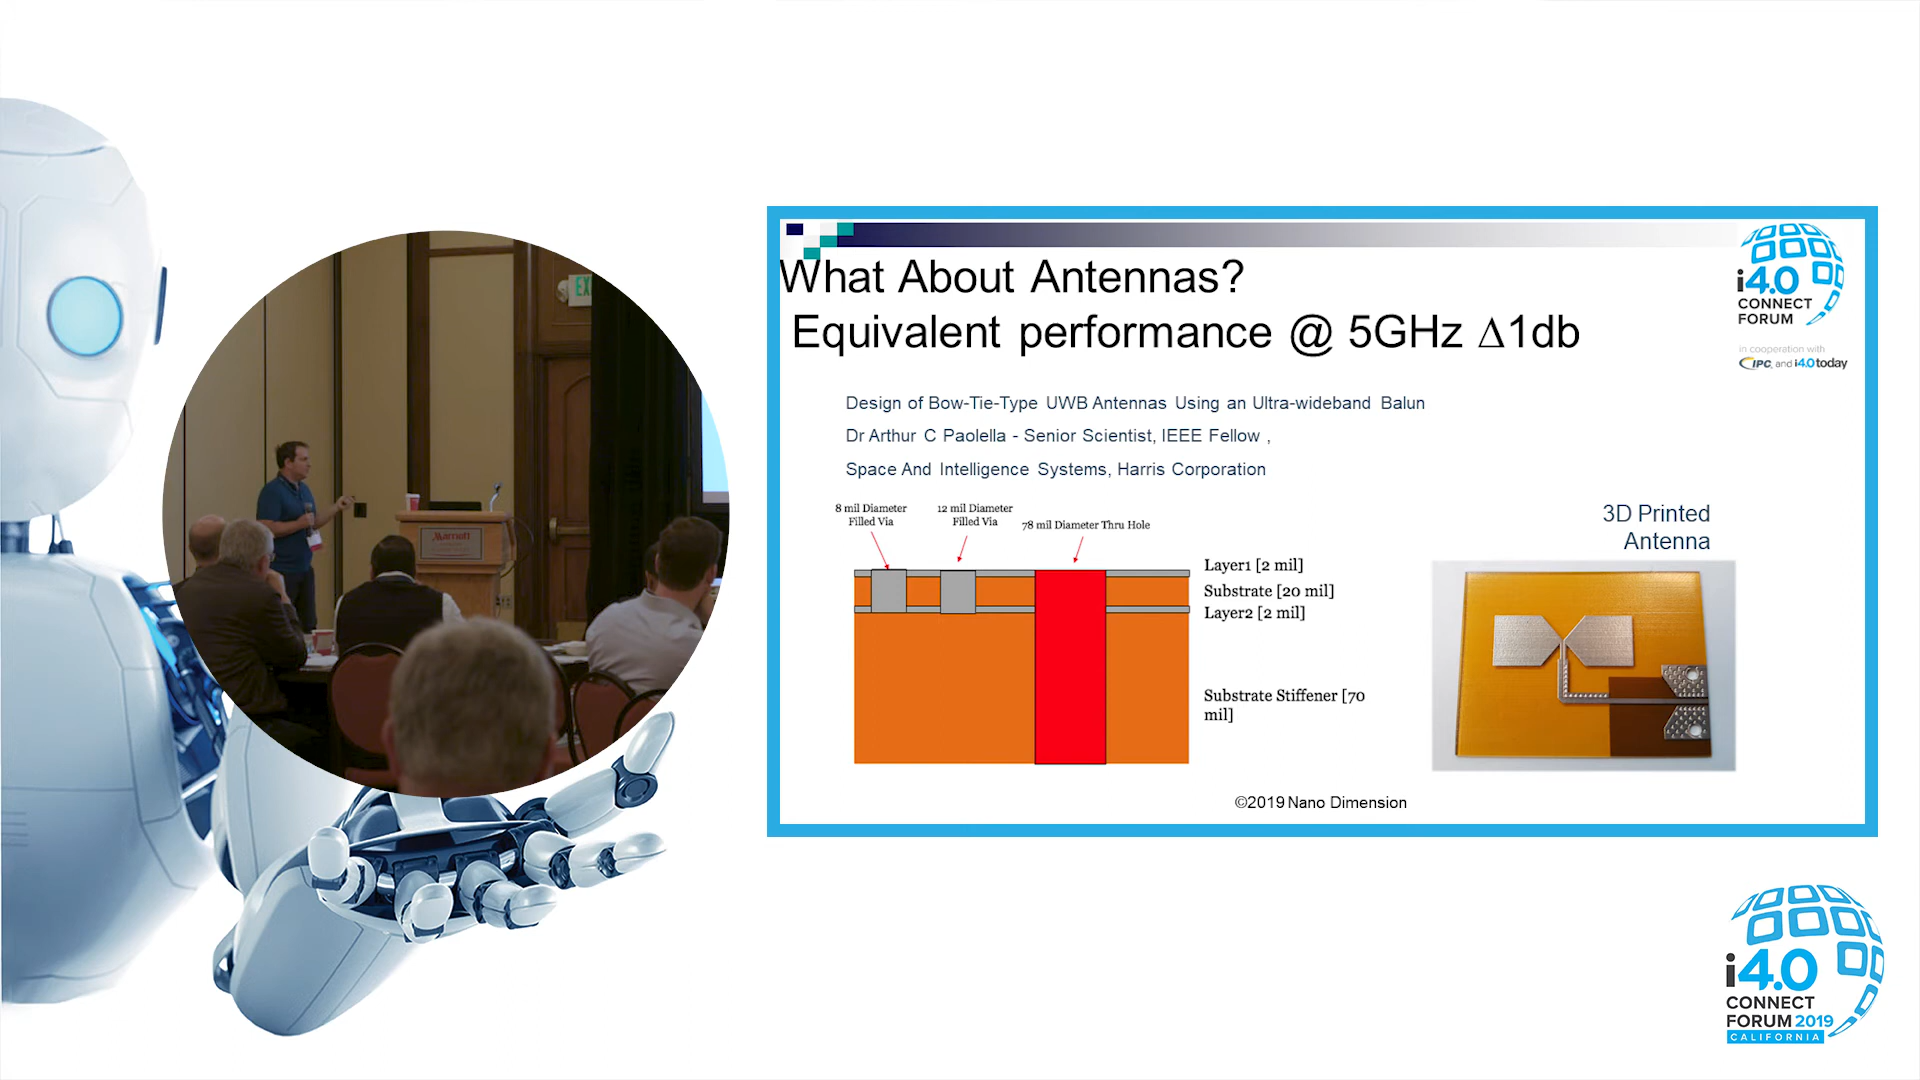 What About Antennas?
Equivalent performance @ 5GHz Δ1db
Design of Bow-Tie-Type UWB Antennas Using an Ultra-wideband Balun
Dr Arthur C Paolella - Senior Scientist, IEEE Fellow ,
Space And Intelligence Systems, Harris Corporation
8 mil Diameter
Filled Via
12 mil Diameter
Filled Via
78 mil Diameter Thru Hole
Layer1 [2 mil]
Substrate [20 mil]
Layer2 [2 mil]
Substrate Stiffener [70
mil]
3D Printed
Antenna
©2019 Nano Dimension
i4.0
CONNECT
FORUM
in cooperation with
IPC, and i4.0today
EX
Marriott
i4.0
CONNECT
FORUM 2019
CALIFORNIA